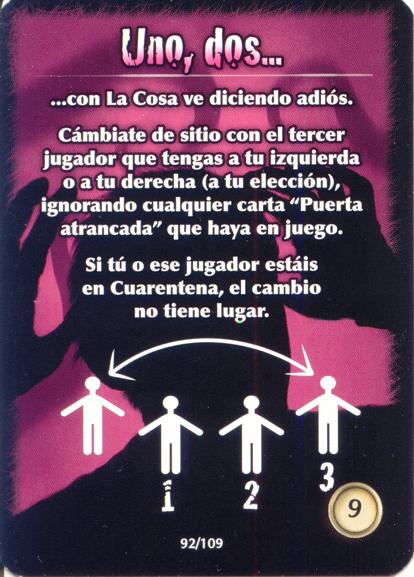 Uno, dos...
...con La Cosa ve diciendo adiós.
Cámbiate de sitio con el tercer
jugador que tengas a tu izquierda
o a tu derecha (a tu elección),
ignorando cualquier carta “Puerta
atrancada” que haya en juego.
Si tú o ese jugador estáis
en Cuarentena, el cambio
no tiene lugar.
1 2 3
9
92/109